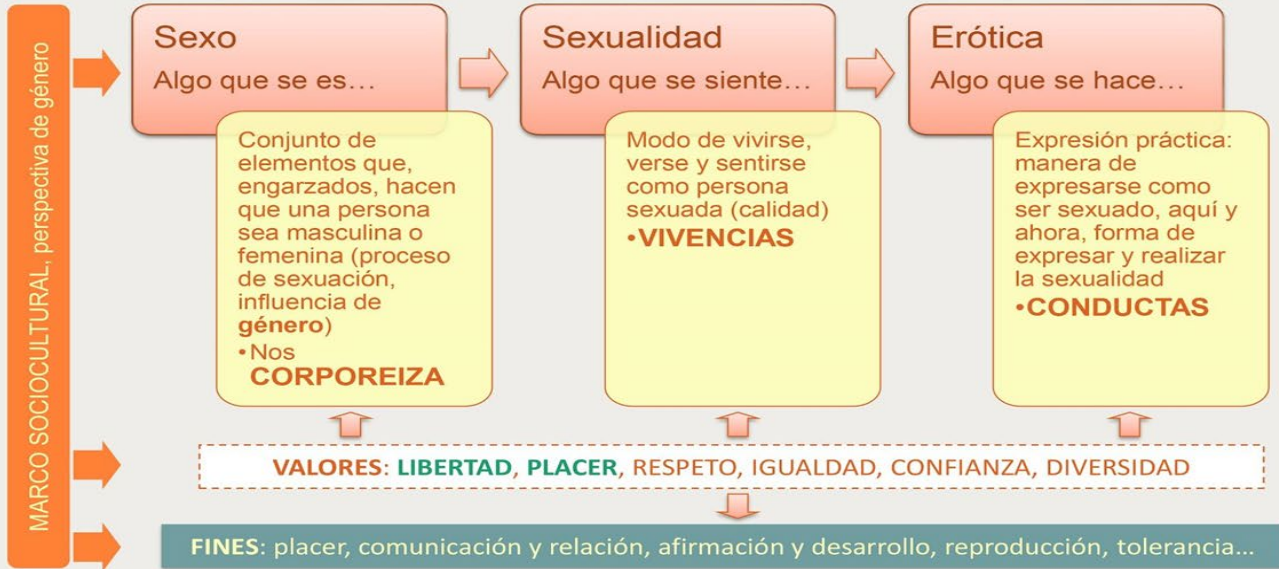 MARCO SOCIOCULTURAL, perspectiva de género
Sexo
Algo que se es...
Conjunto de
elementos que,
engarzados, hacen
que una persona
sea masculina o
femenina (proceso
de sexuación,
influencia de
género)
•Nos
CORPOREIZA
Sexualidad
Algo que se siente...
Modo de vivirse,
verse y sentirse
como persona
sexuada (calidad)
•VIVENCIAS
Erótica
Algo que se hace...
Expresión práctica:
manera de
expresarse como
ser sexuado, aquí y
ahora, forma de
expresar y realizar
la sexualidad
•CONDUCTAS
VALORES: LIBERTAD, PLACER, RESPETO, IGUALDAD, CONFIANZA, DIVERSIDAD
FINES: placer, comunicación y relación, afirmación y desarrollo, reproducción, tolerancia...